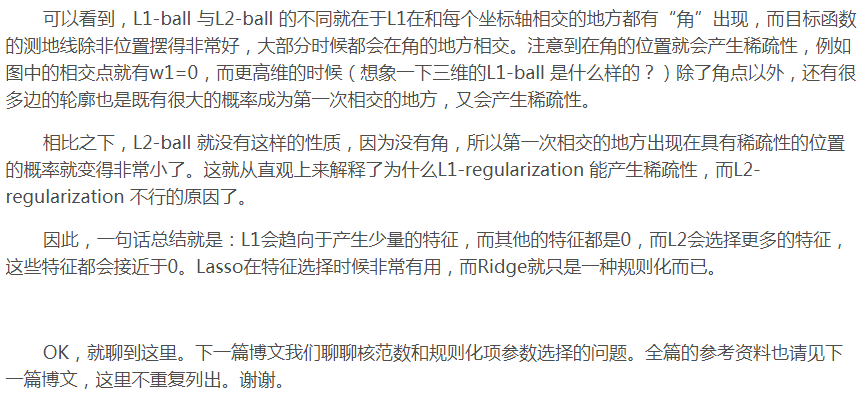 可以看到，L1-ball 与L2-ball 的不同就在于L1在和每个坐标轴相交的地方都有“角”出现，而目标函数
的测地线除非位置摆得非常好，大部分时候都会在角的地方相交。注意到在角的位置就会产生稀疏性，例如
图中的相交点就有w1=0，而更高维的时候（想象一下三维的L1-ball 是什么样的？）除了角点以外，还有很
多边的轮廓也是既有很大的概率成为第一次相交的地方，又会产生稀疏性。
相比之下，L2-ball 就没有这样的性质，因为没有角，所以第一次相交的地方出现在具有稀疏性的位置
的概率就变得非常小了。这就从直观上来解释了为什么L1-regularization 能产生稀疏性，而L2-
regularization 不行的原因了。
因此，一句话总结就是：L1会趋向于产生少量的特征，而其他的特征都是0，而L2会选择更多的特征，
这些特征都会接近于0。Lasso在特征选择时候非常有用，而Ridge就只是一种规则化而已。
OK，就聊到这里。下一篇博文我们聊聊核范数和规则化项参数选择的问题。全篇的参考资料也请见下
一篇博文，这里不重复列出。谢谢。